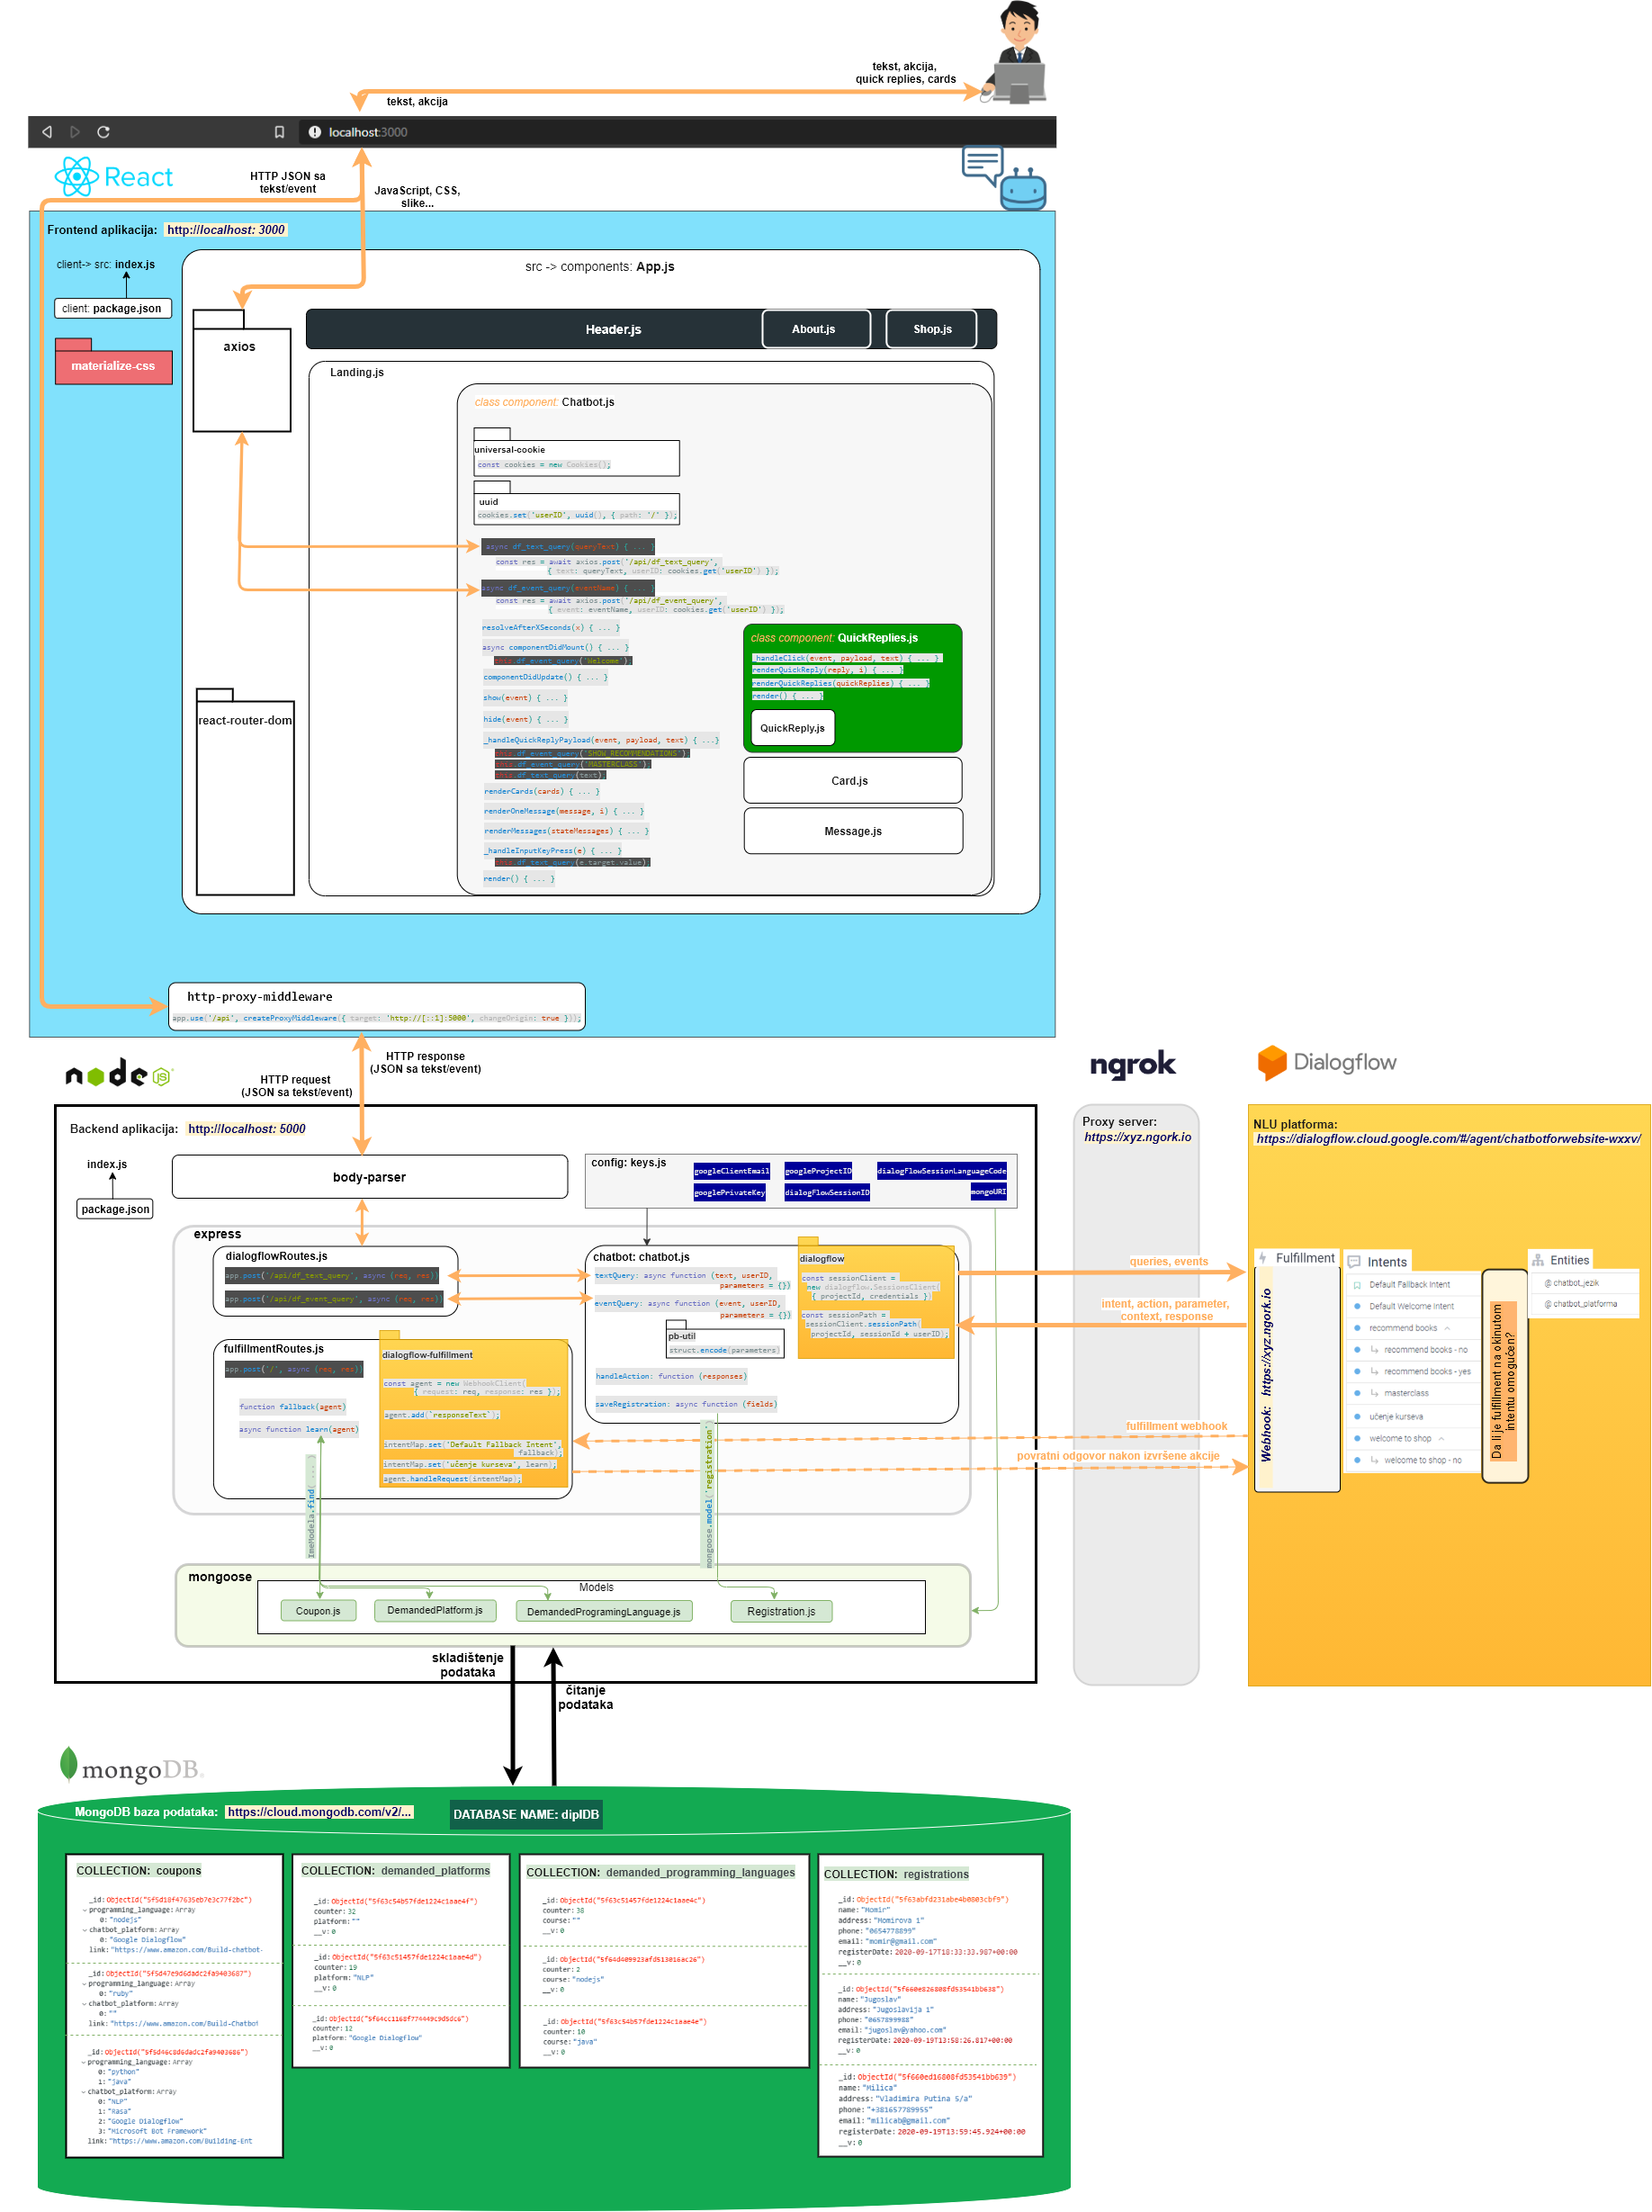 tekst, akcija,
quick replies, cards
tekst, akcija
localhost:3000
React
HTTP JSON sa
tekst/event
JavaScript, CSS,
slike...
Frontend aplikacija: http://localhost: 3000
client-> src: index.js
client: package.json
materialize-css
src -> components: App.js
axios
Header.js
About.js
Shop.js
Landing.js
class component: Chatbot.js
universal-cookie
const cookies = new Cookies();
uuid
cookies.set('userID', uuid(), { path: '/' });
async df_text_query(queryText) { ... }
const res = await axios.post('/api/df_text_query',
{ text: queryText, userID: cookies.get('userID') });
async df_event_query(eventName) { ... }
const res = await axios.post('/api/df_event_query',
{ event: eventName, userID: cookies.get('userID') });
resolveAfterXSeconds(x) { ... }
async componentDidMount() { ... }
this.df_event_query('Welcome');
componentDidUpdate() { ... }
show(event) { ... }
hide(event) { ... }
_handleQuickReplyPayload(event, payload, text) { ...}
this.df_event_query('SHOW_RECOMMENDATIONS');
this.df_event_query('MASTERCLASS');
this.df_text_query(text);
renderCards(cards) { ... }
renderOneMessage(message, i) { ... }
renderMessages(stateMessages) { ... }
_handleInputKeyPress(e) { ... }
this.df_text_query(e.target.value);
render() { ... }
class component: QuickReplies.js
_handleClick(event, payload, text) { ... }
renderQuickReply(reply, i) { ... }
renderQuickReplies(quickReplies) { ... }
render() { ... }
QuickReply.js
Card.js
Message.js
react-router-dom
http-proxy-middleware
app.use('/api', createProxyMiddleware({ target: 'http://[::1]:5000', changeOrigin: true }));
HTTP response
(JSON sa tekst/event)
HTTP request
(JSON sa tekst/event)
node JS
ngrok
Dialogflow
Backend aplikacija: http://localhost: 5000
index.js
package.json
body-parser
config: keys.js
googleClientEmail
googleProjectID
dialogFlowSessionLanguageCode
googlePrivateKey
dialogFlowSessionID
mongoURI
express
dialogflowRoutes.js
app.post('/api/df_text_query', async (req, res))
app.post('/api/df_event_query', async (req, res))
chatbot: chatbot.js
textQuery: async function (text, userID,
parameters = {})
eventQuery: async function (event, userID,
parameters = {})
pb-util
struct.encode(parameters)
handleAction: function (responses)
saveRegistration: async function (fields)
dialogflow
const sessionClient =
new dialogflow.SessionsClient(
{ projectId, credentials })
const sessionPath =
sessionClient.sessionPath(
projectId, sessionId + userID);
fulfillmentRoutes.js
app.post('/', async (req, res))
function fallback(agent)
async function learn(agent)
dialogflow-fulfillment
const agent = new WebhookClient(
{ request: req, response: res });
agent.add(`responseText`);
intentMap.set('Default Fallback Intent',
fallback);
intentMap.set('učenje kurseva', learn);
agent.handleRequest(intentMap);
ImeModela.find( ... )
mongoose.model('registration')
mongoose
Models
Coupon.js
DemandedPlatform.js
DemandedProgramingLanguage.js
Registration.js
skladištenje
podataka
čitanje
podataka
Proxy server:
https://xyz.ngork.io
queries, events
intent, action, parameter,
context, response
fulfillment webhook
povratni odgovor nakon izvršene akcije
NLU platforma:
https://dialogflow.cloud.google.com/#/agent/chatbotforwebsite-wxxv/
Fulfillment
Webhook: https://xyz.ngork.io
Intents
Default Fallback Intent
Default Welcome Intent
recommend books
recommend books - no
recommend books - yes
masterclass
učenje kurseva
welcome to shop
welcome to shop - no
Da li je fulfillment na okinutom
intentu omogućen?
Entities
@ chatbot_jezik
@ chatbot_platforma
mongoDB
MongoDB baza podataka: https://cloud.mongodb.com/v2/...
DATABASE NAME: diplDB
COLLECTION: coupons
_id: ObjectId("5f5d18f47635eb7e3c77f2bc")
programming_language: Array
0: "nodejs"
chatbot_platform: Array
0: "Google Dialogflow"
link: "https://www.amazon.com/Build-chatbot-
_id: ObjectId("5f5d47e9d6dadc2fa9403687")
programming_language: Array
0: "ruby"
chatbot_platform: Array
0: ""
link: "https://www.amazon.com/Build-Chatbot
_id: ObjectId("5f5d46c8d6dadc2fa9403686")
programming_language: Array
0: "python"
1: "java"
chatbot_platform: Array
0: "NLP"
1: "Rasa"
2: "Google Dialogflow"
3: "Microsoft Bot Framework"
link: "https://www.amazon.com/Building-Ent
COLLECTION: demanded_platforms
_id: ObjectId("5f63c54b57fde1224c1aae4f")
counter: 32
platform: ""
__v: 0
_id: ObjectId("5f63c51457fde1224c1aae4d")
counter: 19
platform: "NLP"
__v: 0
_id: ObjectId("5f64cc1168f774449c9d5dc6")
counter: 12
platform: "Google Dialogflow"
__v: 0
COLLECTION: demanded_programming_languages
_id: ObjectId("5f63c51457fde1224c1aae4c")
counter: 38
course: ""
__v: 0
_id: ObjectId("5f64d409923afd513016ac26")
counter: 2
course: "nodejs"
__v: 0
_id: ObjectId("5f63c54b57fde1224c1aae4e")
counter: 10
course: "java"
__v: 0
COLLECTION: registrations
_id: ObjectId("5f63abfd231abe4b0803cbf9")
name: "Momir"
address: "Momirova 1"
phone: "0654778899"
email: "momir@gmail.com"
registerDate: 2020-09-17T18:33:33.987+00:00
__v: 0
_id: ObjectId("5f660e826808fd53541bb638")
name: "Jugoslav"
address: "Jugoslavija 1"
phone: "0657899988"
email: "jugoslav@yahoo.com"
registerDate: 2020-09-19T13:58:26.817+00:00
__v: 0
_id: ObjectId("5f660ed16808fd53541bb639")
name: "Milica"
address: "Vladimira Putina 5/a"
phone: "+381657789955"
email: "milicab@gmail.com"
registerDate: 2020-09-19T13:59:45.924+00:00
__v: 0